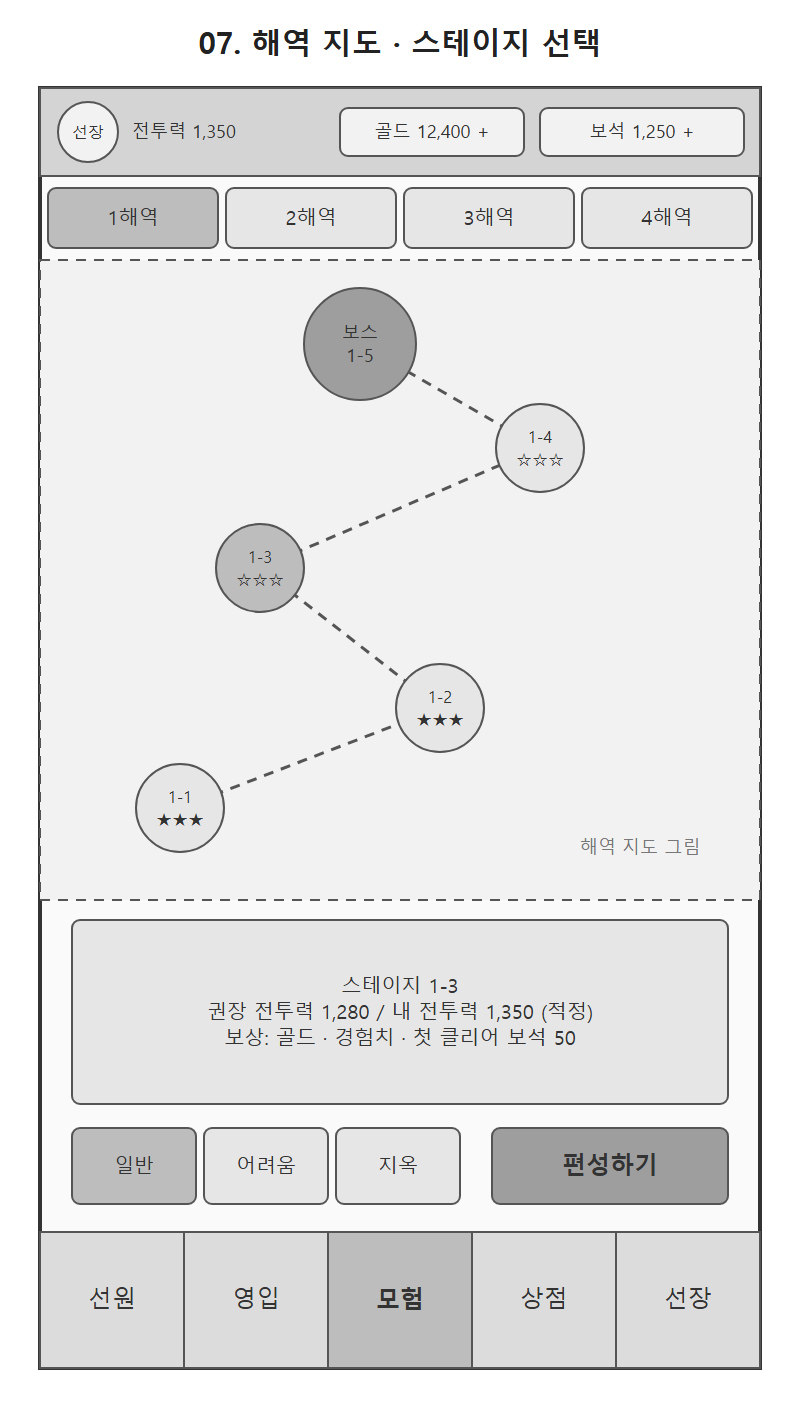 07. 해역 지도 · 스테이지 선택
선장
전투력 1,350
골드 12,400 +
보석 1,250 +
1해역
2해역
3해역
4해역
보스
1-5
1-4
☆☆☆
1-3
☆☆☆
1-2
★★★
1-1
★★★
해역 지도 그림
스테이지 1-3
권장 전투력 1,280 / 내 전투력 1,350 (적정)
보상: 골드 · 경험치 · 첫 클리어 보석 50
일반
어려움
지옥
편성하기
선원
영입
모험
상점
선장